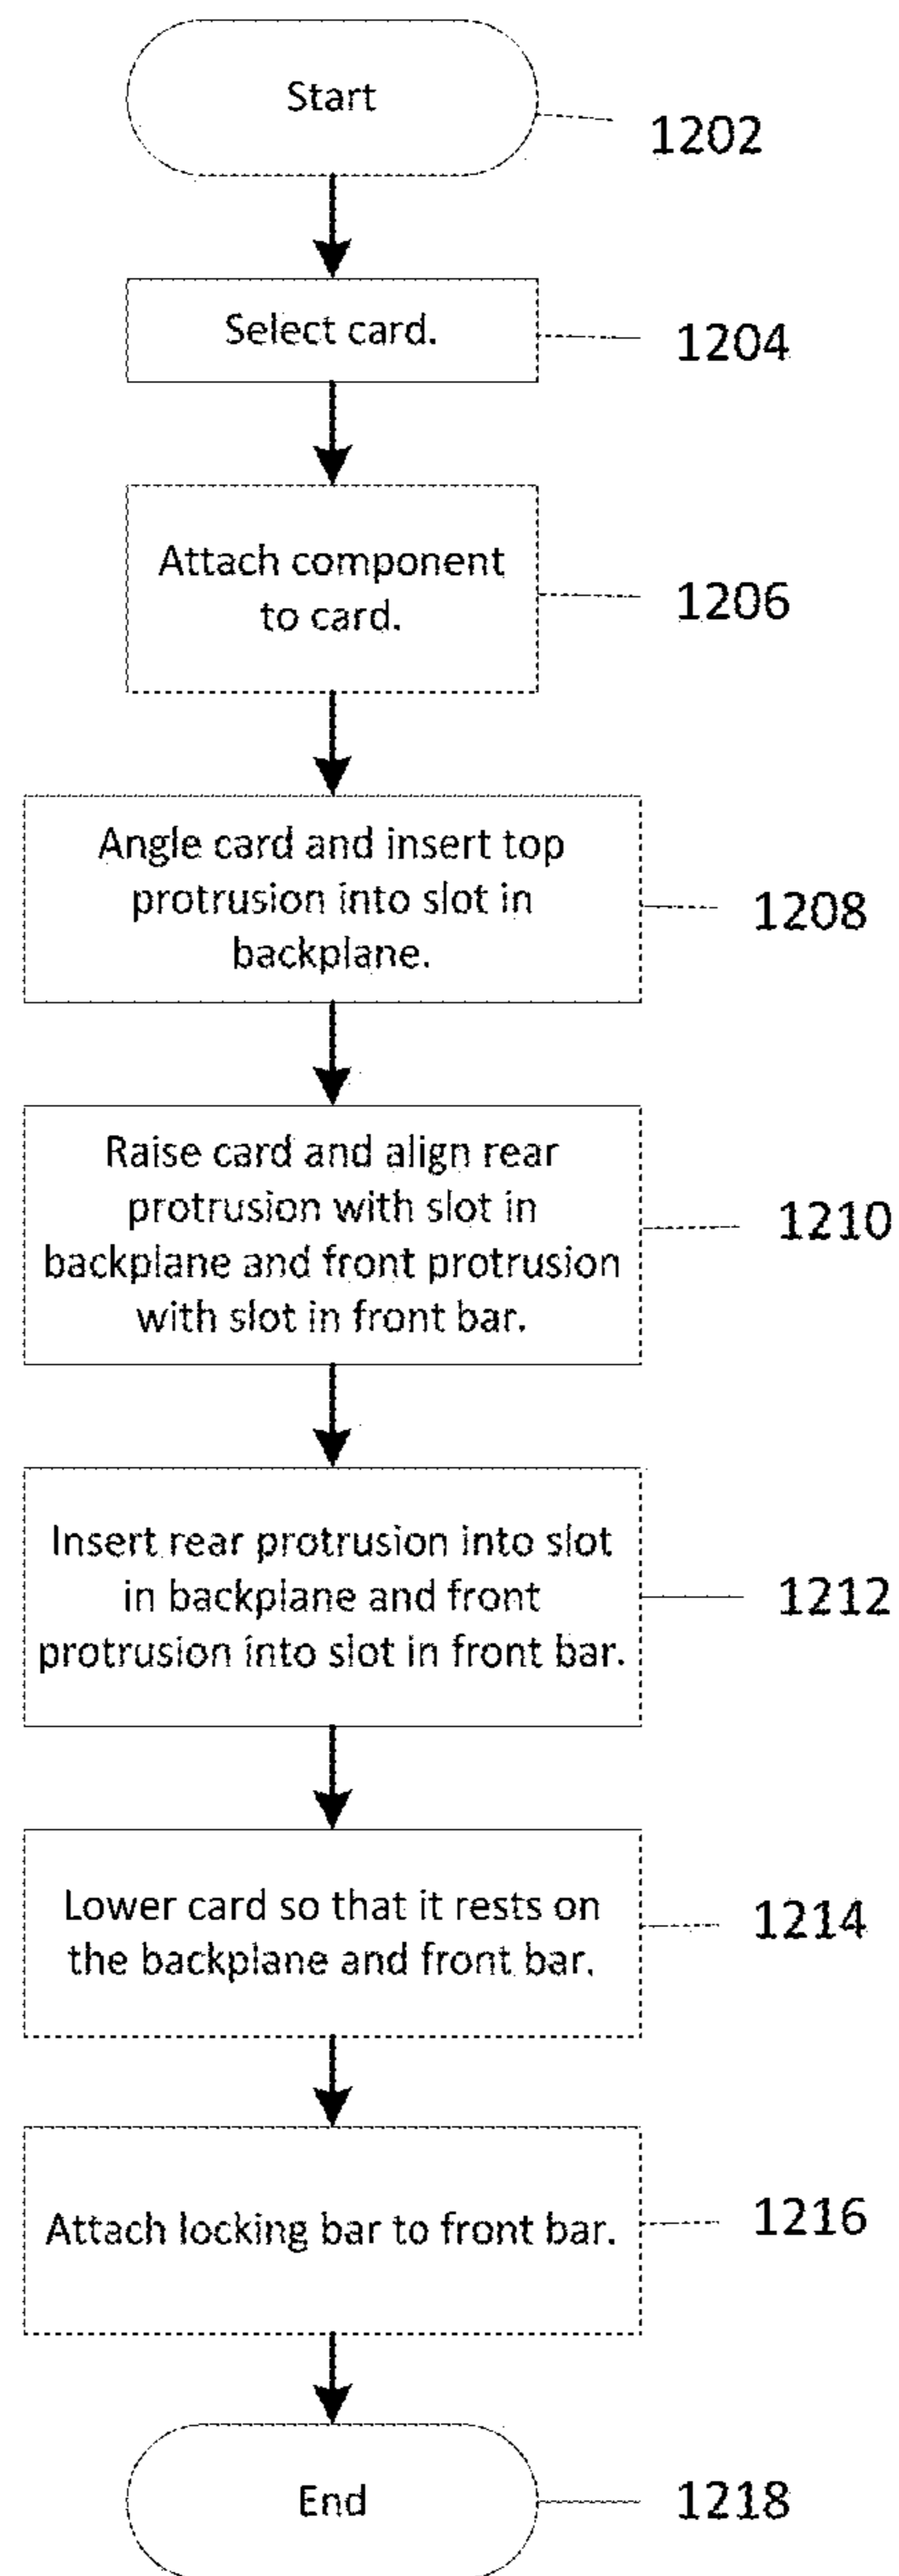 Start
1202
Select card.
1204
Attach component
to card.
1206
Angle card and insert top
protrusion into slot in
backplane.
1208
Raise card and align rear
protrusion with slot in
backplane and front protrusion
with slot in front bar.
1210
Insert rear protrusion into slot
in backplane and front
protrusion into slot in front bar.
1212
Lower card so that it rests on
the backplane and front bar.
1214
Attach locking bar to front bar.
1216
End
1218